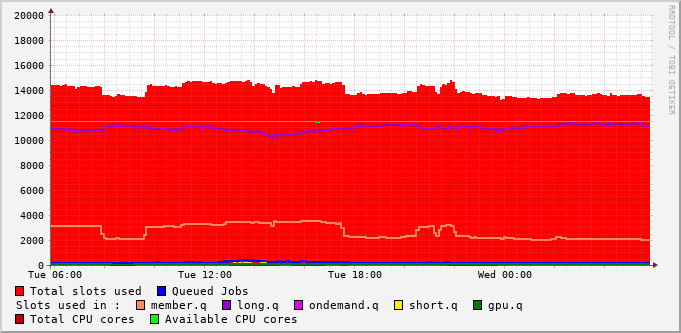 RRDTOOL / TOBI OETIKER
20000
18000
16000
14000
12000
10000
8000
6000
4000
2000
0
Tue 06:00 Tue 12:00 Tue 18:00 Wed 00:00
Total slots used Queued Jobs
Slots used in : member.q long.q ondemand.q short.q gpu.q
Total CPU cores Available CPU cores